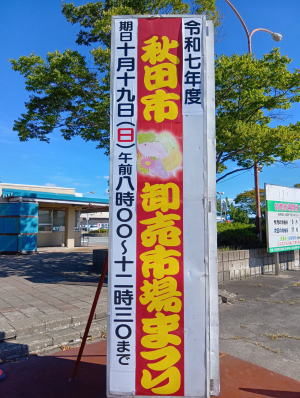 令和七年度
秋田市卸売市場まつり
期日十月十九日(日)午前八時〇〇~十二時三〇まで